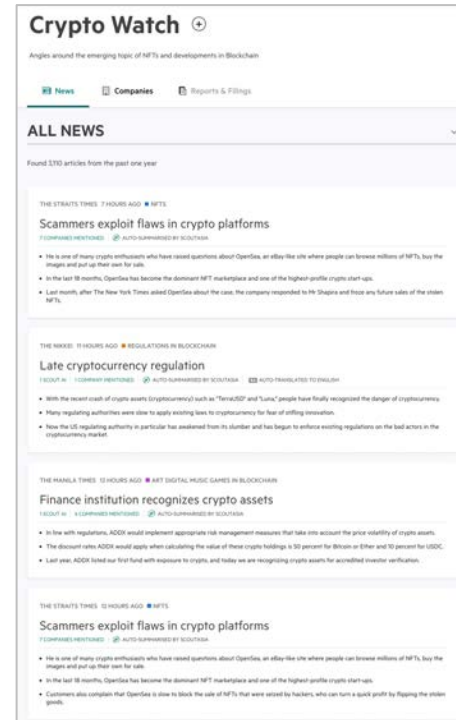 Crypto Watch
Angles around the emerging topic of NFTs and developments in Blockchain
News Companies Reports & Filings
ALL NEWS
Found 3,110 articles from the past one year
THE STRAITS TIMES 7 HOURS AGO NFTS
Scammers exploit flaws in crypto platforms
7 COMPANIES MENTIONED AUTO-SUMMARISED BY SCOUTASIA
He is one of many crypto enthusiasts who have raised questions about OpenSea, an eBay-like site where people can browse millions of NFTs, buy the
images and put up their own for sale.
In the last 18 months, OpenSea has become the dominant NFT marketplace and one of the highest-profile crypto start-ups.
Last month, after The New York Times asked OpenSea about the case, the company responded to Mr Shapira and froze any future sales of the stolen
NFTs.
THE NIKKEI 11 HOURS AGO REGULATIONS IN BLOCKCHAIN
Late cryptocurrency regulation
1 SCOUT AI 1 COMPANY MENTIONED AUTO-SUMMARISED BY SCOUTASIA AUTO-TRANSLATED TO ENGLISH
With the recent crash of crypto assets (cryptocurrency) such as "TerraUSD" and "Luna," people have finally recognized the danger of cryptocurrency.
Many regulating authorities were slow to apply existing laws to cryptocurrency for fear of stifling innovation.
Now the US regulating authority in particular has awakened from its slumber and has begun to enforce existing regulations on the bad actors in the
cryptocurrency market.
THE MANILA TIMES 12 HOURS AGO ART DIGITAL MUSIC GAMES IN BLOCKCHAIN
Finance institution recognizes crypto assets
1 SCOUT AI 4 COMPANIES MENTIONED AUTO-SUMMARISED BY SCOUTASIA
In line with regulations, ADDX would implement appropriate risk management measures that take into account the price volatility of crypto assets.
The discount rates ADDX would apply when calculating the value of these crypto holdings is 50 percent for Bitcoin or Ether and 10 percent for USDC.
Last year, ADDX listed our first fund with exposure to crypto, and today we are recognizing crypto assets for accredited investor verification.
THE STRAITS TIMES 12 HOURS AGO NFTS
Scammers exploit flaws in crypto platforms
7 COMPANIES MENTIONED AUTO-SUMMARISED BY SCOUTASIA
He is one of many crypto enthusiasts who have raised questions about OpenSea, an eBay-like site where people can browse millions of NFTs, buy the
images and put up their own for sale.
In the last 18 months, OpenSea has become the dominant NFT marketplace and one of the highest-profile crypto start-ups.
Customers also complain that OpenSea is slow to block the sale of NFTs that were seized by hackers, who can turn a quick profit by flipping the stolen
goods.